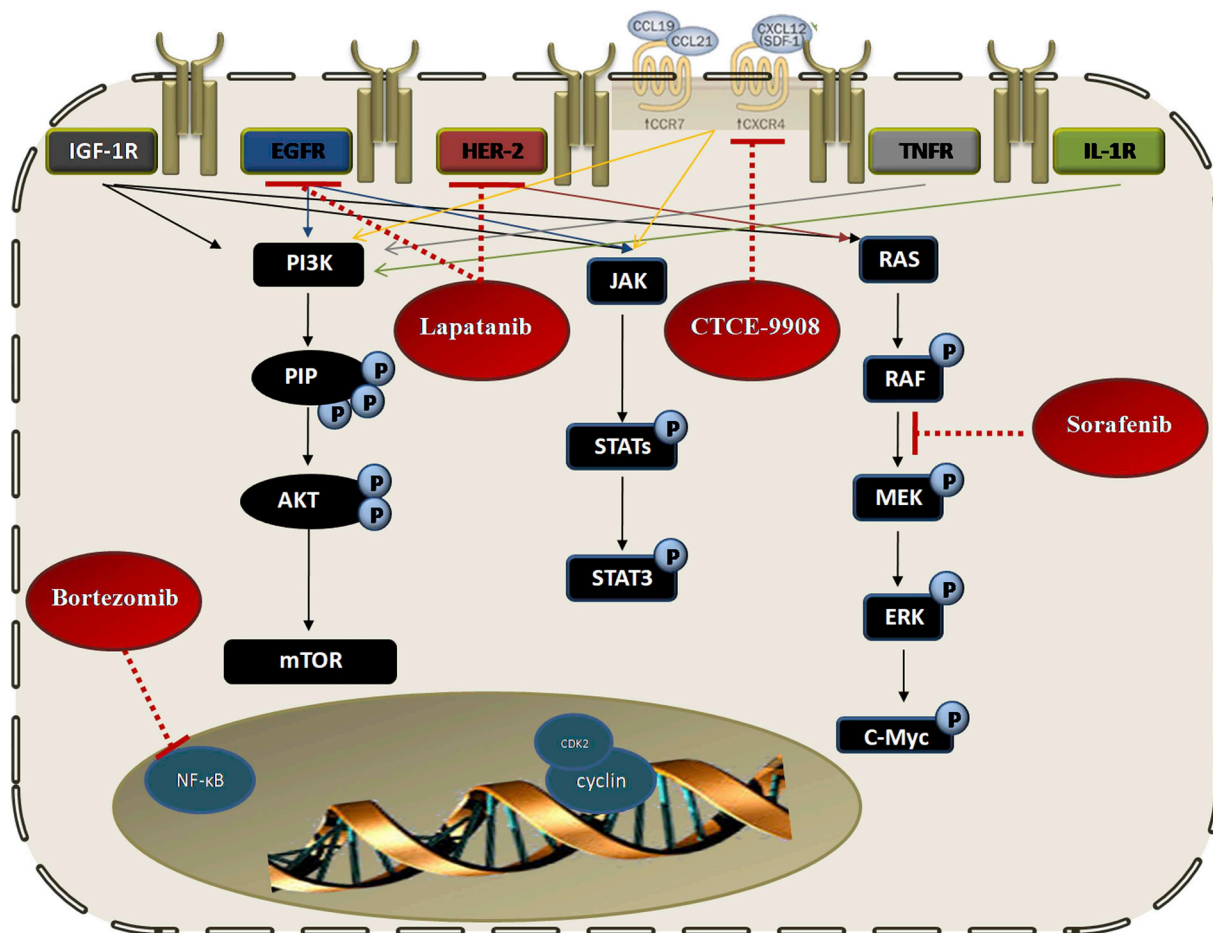 CCL19
CCL21
CXCL12
(SDF-1)
↑CCR7
↑CXCR4
IGF-1R
EGFR
HER-2
TNFR
IL-1R
PI3K
JAK
RAS
Lapatanib
CTCE-9908
PIP
P
P
P
RAF
P
Sorafenib
STATs
P
AKT
P
P
MEK
P
STAT3
P
Bortezomib
ERK
P
mTOR
C-Myc
P
NF-κB
CDK2
cyclin